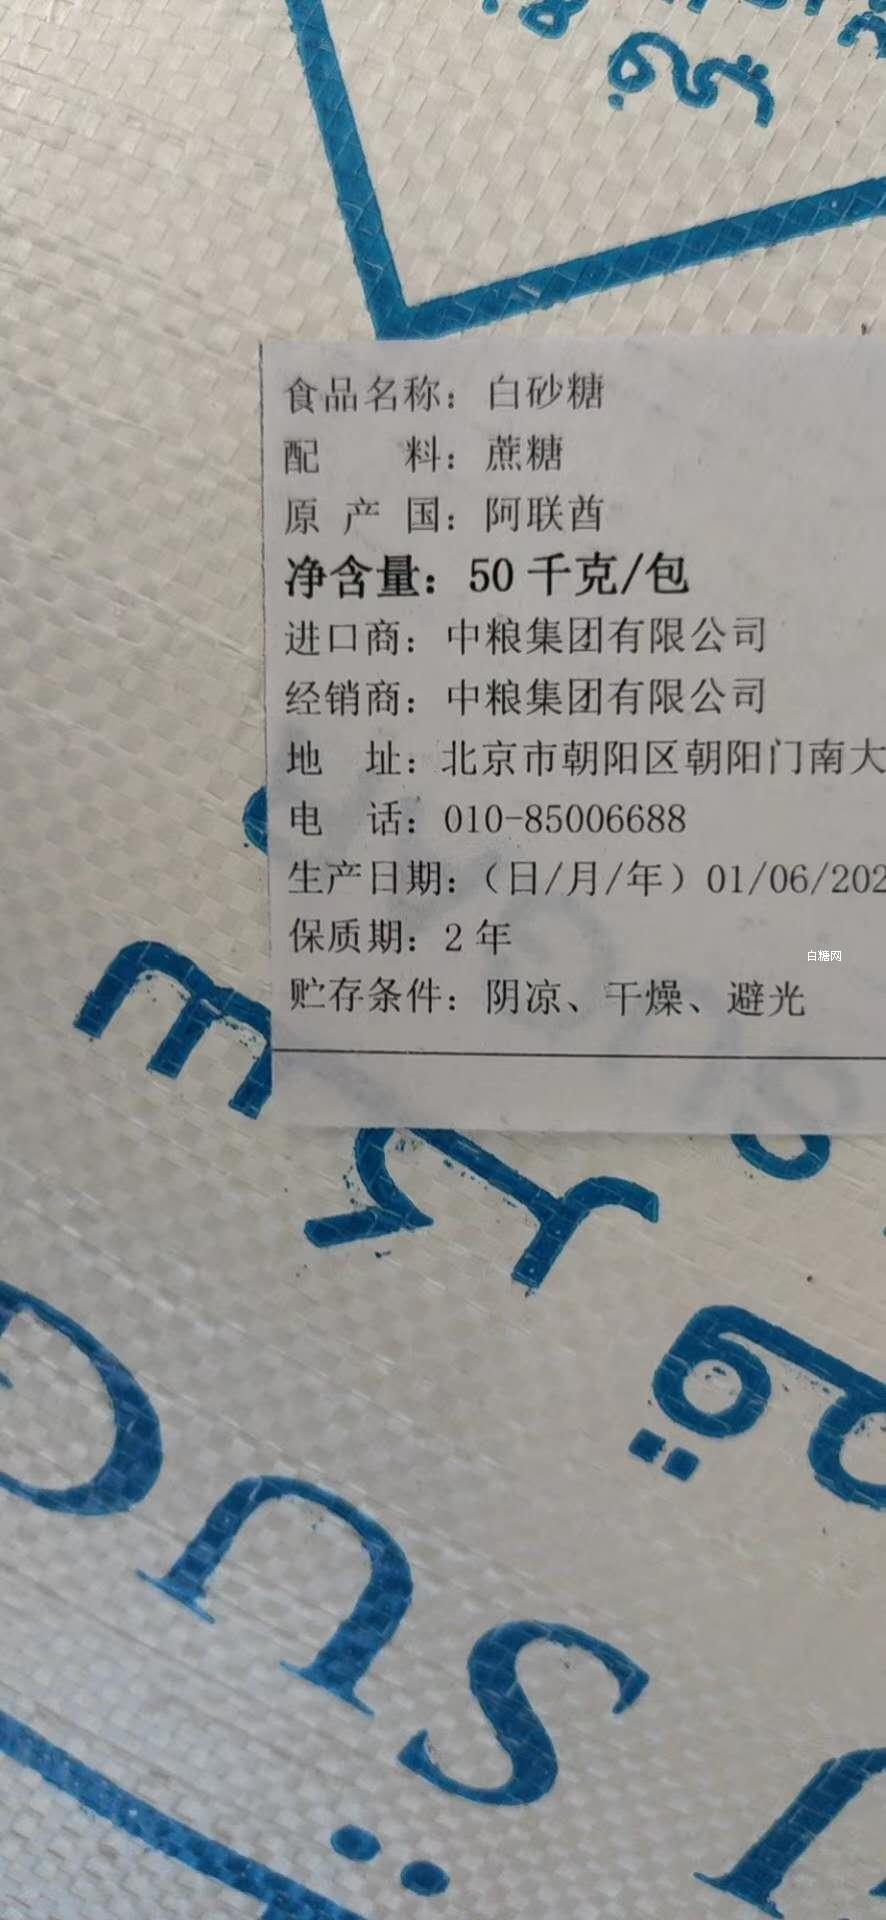 食品名称：白砂糖
配料：蔗糖
原产国：阿联酋
净含量：50千克/包
进口商：中粮集团有限公司
经销商：中粮集团有限公司
地址：北京市朝阳区朝阳门南大
电话：010-85006688
生产日期：（日/月/年）01/06/202
保质期：2年
白糖网
贮存条件：阴凉、干燥、避光